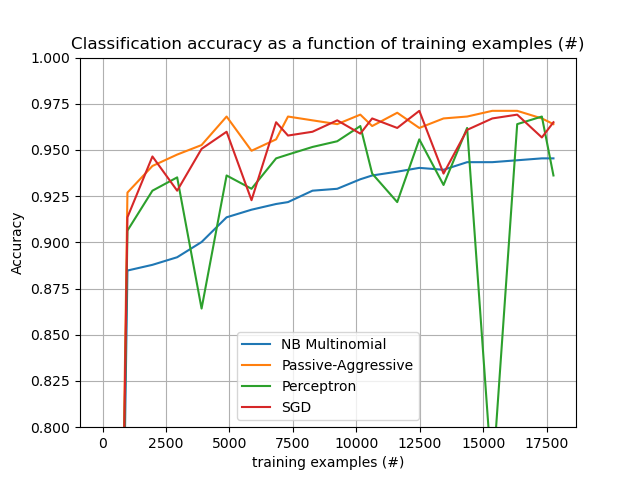 Classification accuracy as a function of training examples (#)
1.000
0.975
0.950
0.925
0.900
0.875
0.850
0.825
0.800
Accuracy
NB Multinomial
Passive-Aggressive
Perceptron
SGD
0 2500 5000 7500 10000 12500 15000 17500
training examples (#)